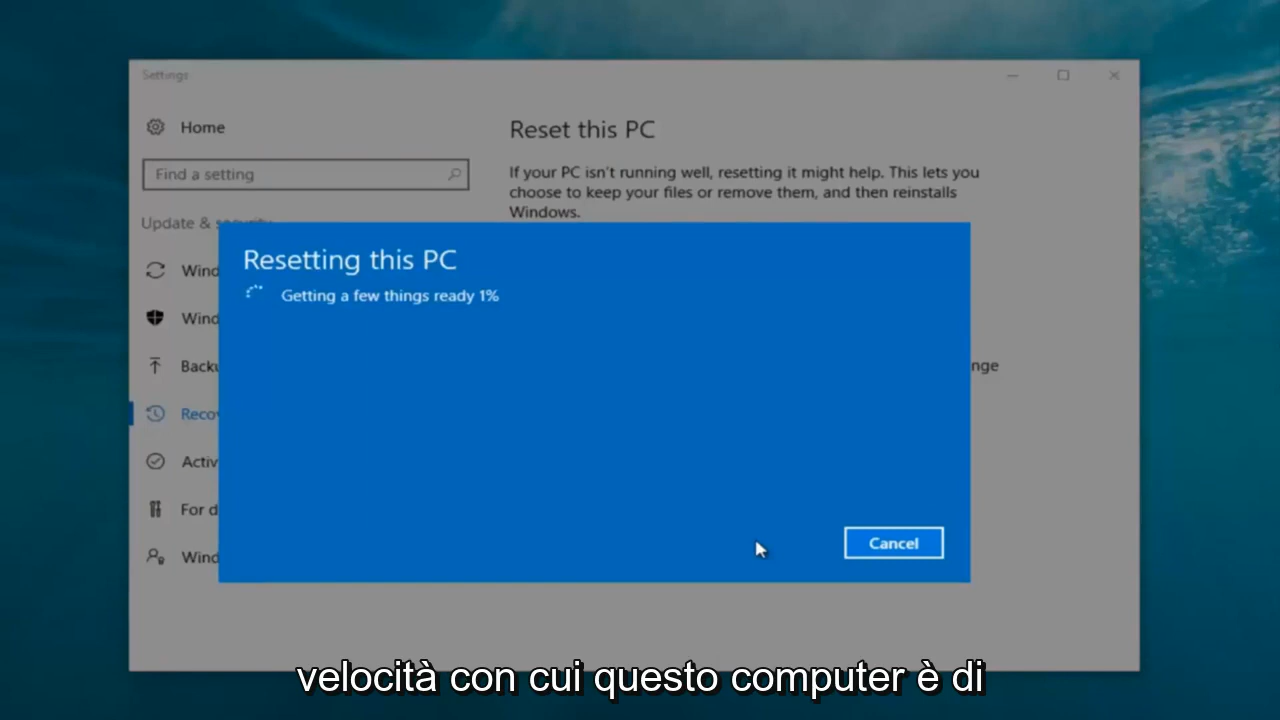 Settings
Home
Reset this PC
Find a setting
If your PC isn't running well, resetting it might help. This lets you
choose to keep your files or remove them, and then reinstalls
Windows.
Update & security
Resetting this PC
Getting a few things ready 1%
Wind
Wind
Backu
nge
Recov
Activ
For d
Wind
Cancel
velocità con cui questo computer è di